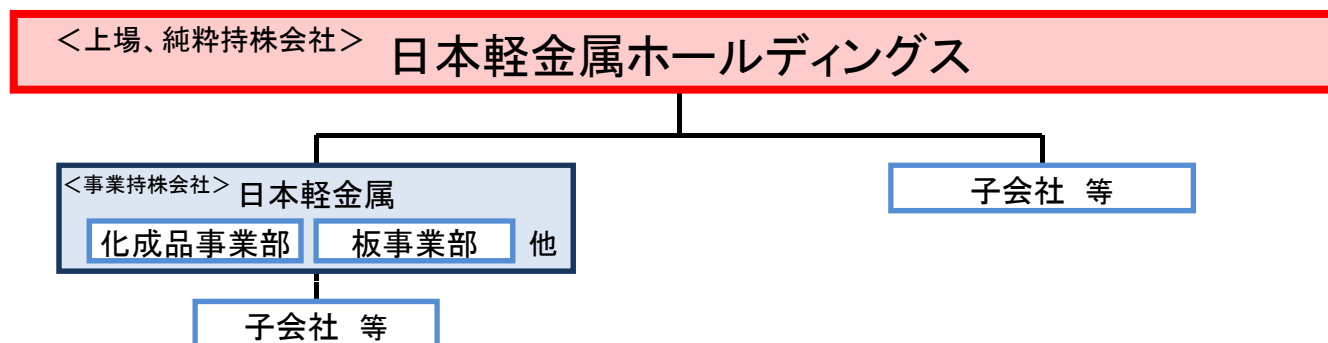 <上場、純粋持株会社> 日本軽金属ホールディングス
<事業持株会社> 日本軽金属
化成品事業部 板事業部 他
子会社 等
子会社 等